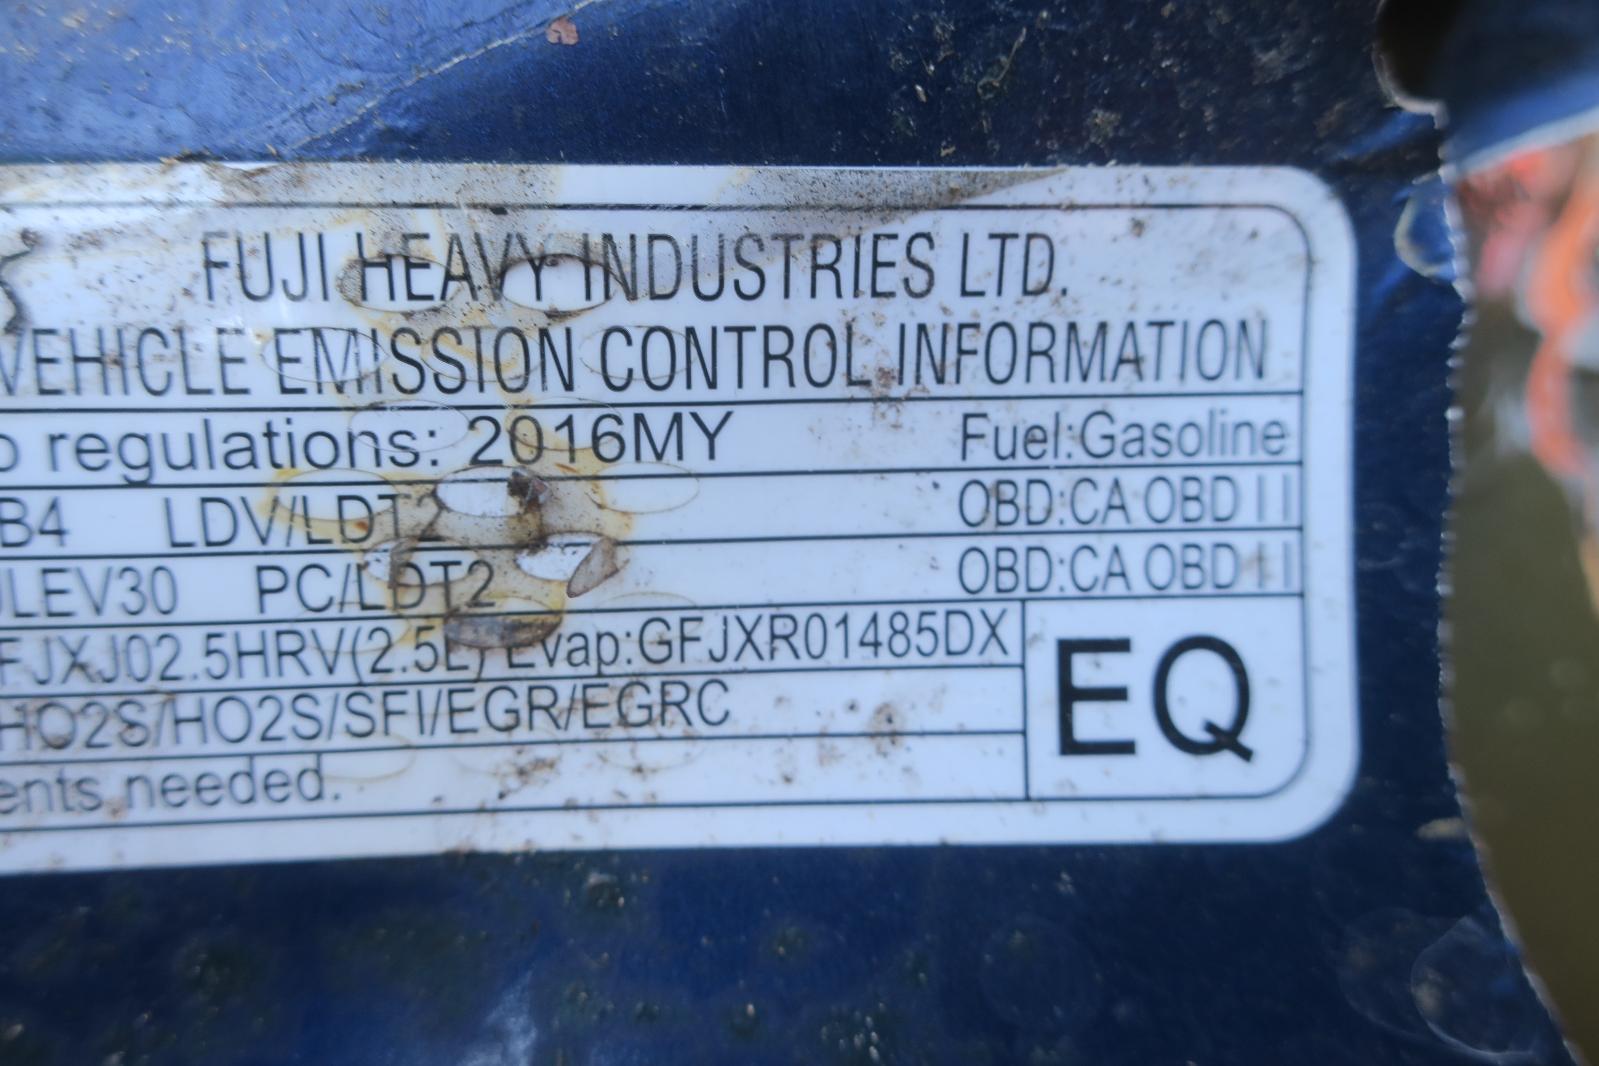 FUJI HEAVY INDUSTRIES LTD.
VEHICLE EMISSION CONTROL INFORMATION
regulations: 2016MY Fuel:Gasoline
B4 LDV/LDT2 OBD:CA OBD II
LEV30 PC/LDT2 OBD:CA OBD II
FJXJ02.5HRV(2.5L) Evap:GFJXR01485DX
HO2S/HO2S/SFI/EGR/EGRC
EQ
ents needed.